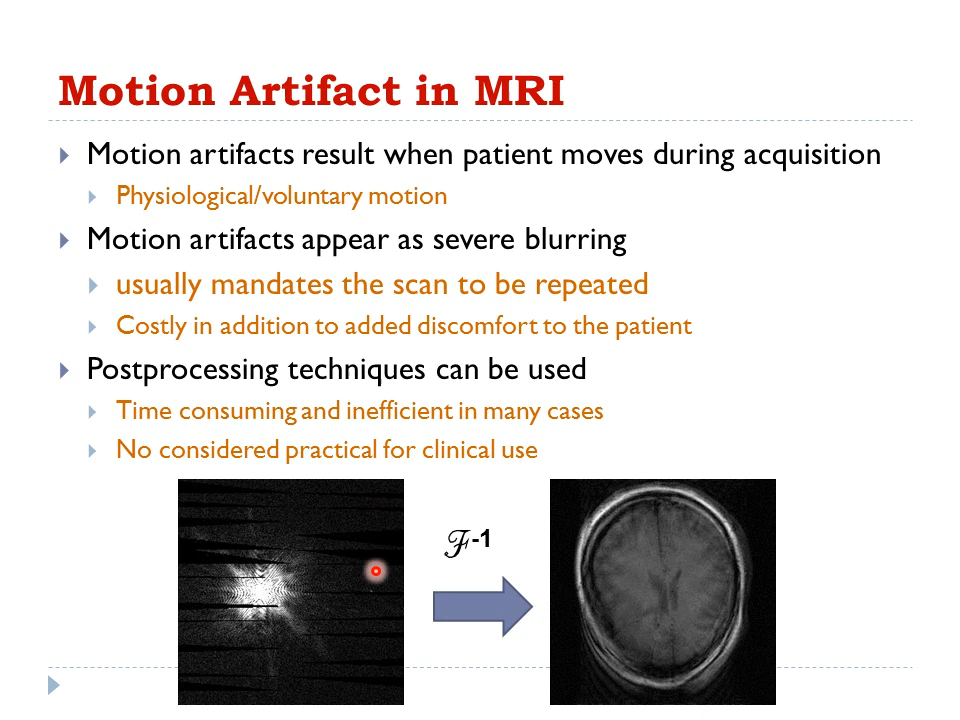 Motion Artifact in MRI
Motion artifacts result when patient moves during acquisition
Physiological/voluntary motion
Motion artifacts appear as severe blurring
usually mandates the scan to be repeated
Costly in addition to added discomfort to the patient
Postprocessing techniques can be used
Time consuming and inefficient in many cases
No considered practical for clinical use
ℱ-1